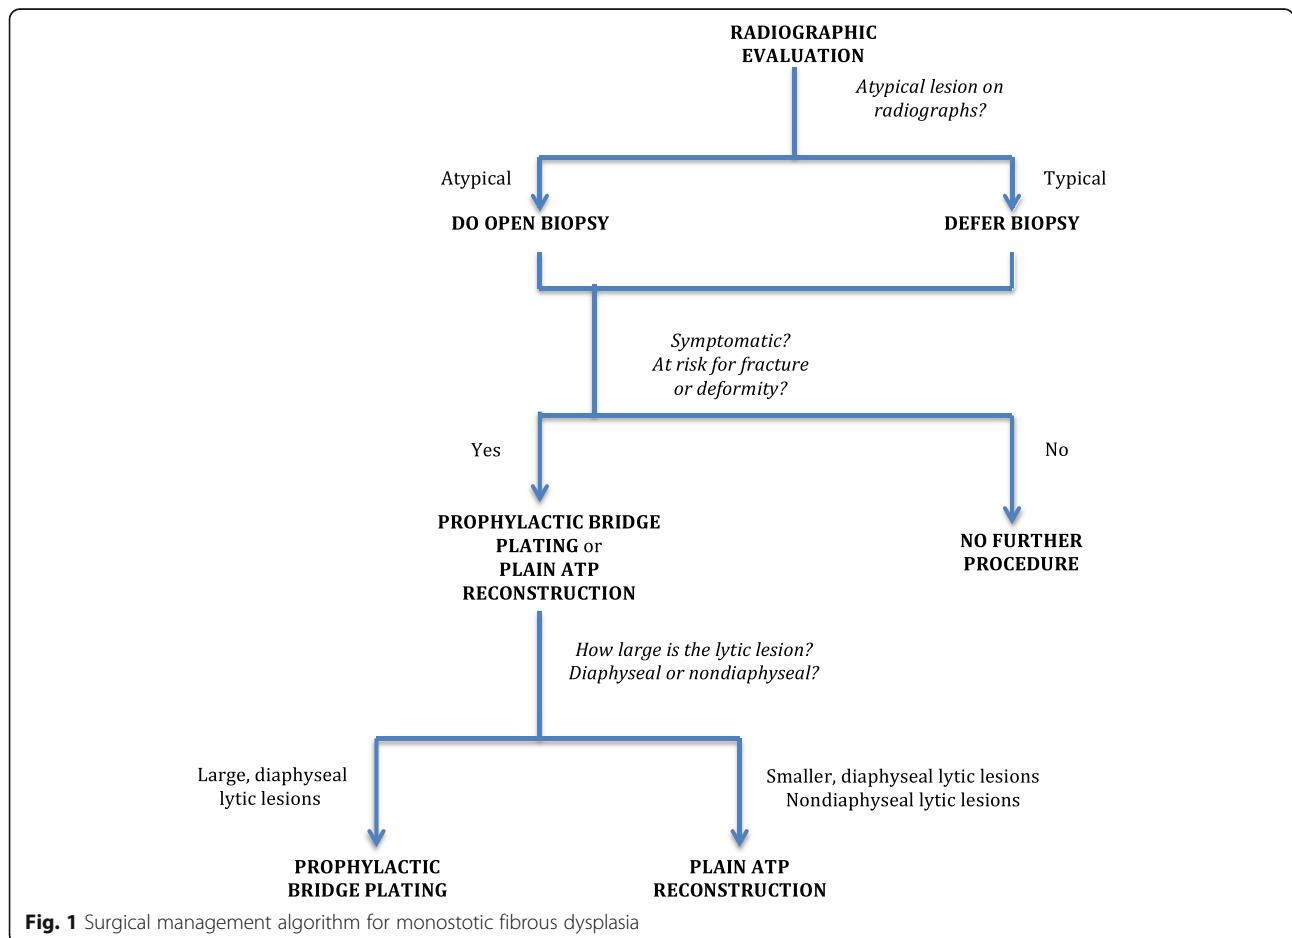 RADIOGRAPHIC
EVALUATION
Atypical lesion on
radiographs?
Atypical
Typical
DO OPEN BIOPSY
DEFER BIOPSY
Symptomatic?
At risk for fracture
or deformity?
Yes
No
PROPHYLACTIC BRIDGE
PLATING or
PLAIN ATP
RECONSTRUCTION
NO FURTHER
PROCEDURE
How large is the lytic lesion?
Diaphyseal or nondiaphyseal?
Large, diaphyseal
lytic lesions
Smaller, diaphyseal lytic lesions
Nondiaphyseal lytic lesions
PROPHYLACTIC
BRIDGE PLATING
PLAIN ATP
RECONSTRUCTION
Fig. 1 Surgical management algorithm for monostotic fibrous dysplasia